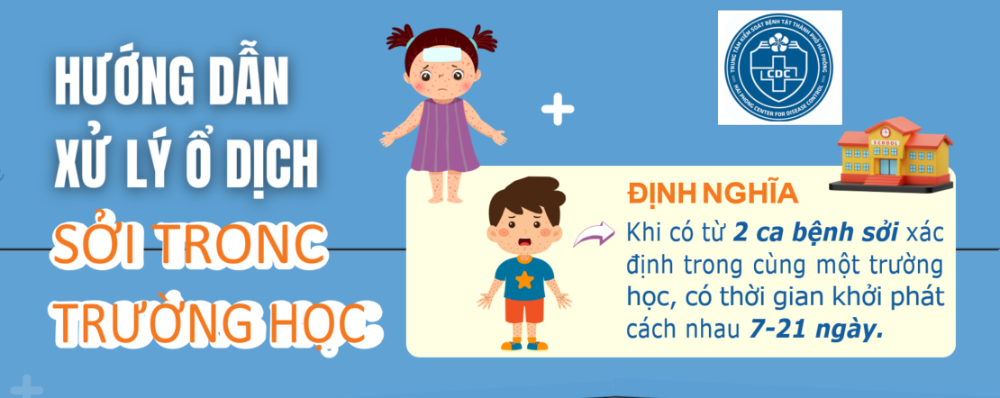 HƯỚNG DẪN
XỬ LÝ Ổ DỊCH
SỞI TRONG
TRƯỜNG HỌC
TRUNG TÂM KIỂM SOÁT BỆNH TẬT THÀNH PHỐ HẢI PHÒNG
CDC
HAI PHONG CENTER FOR DISEASE CONTROL
SCHOOL
ĐỊNH NGHĨA
Khi có từ 2 ca bệnh sởi xác
định trong cùng một trường
học, có thời gian khởi phát
cách nhau 7-21 ngày.